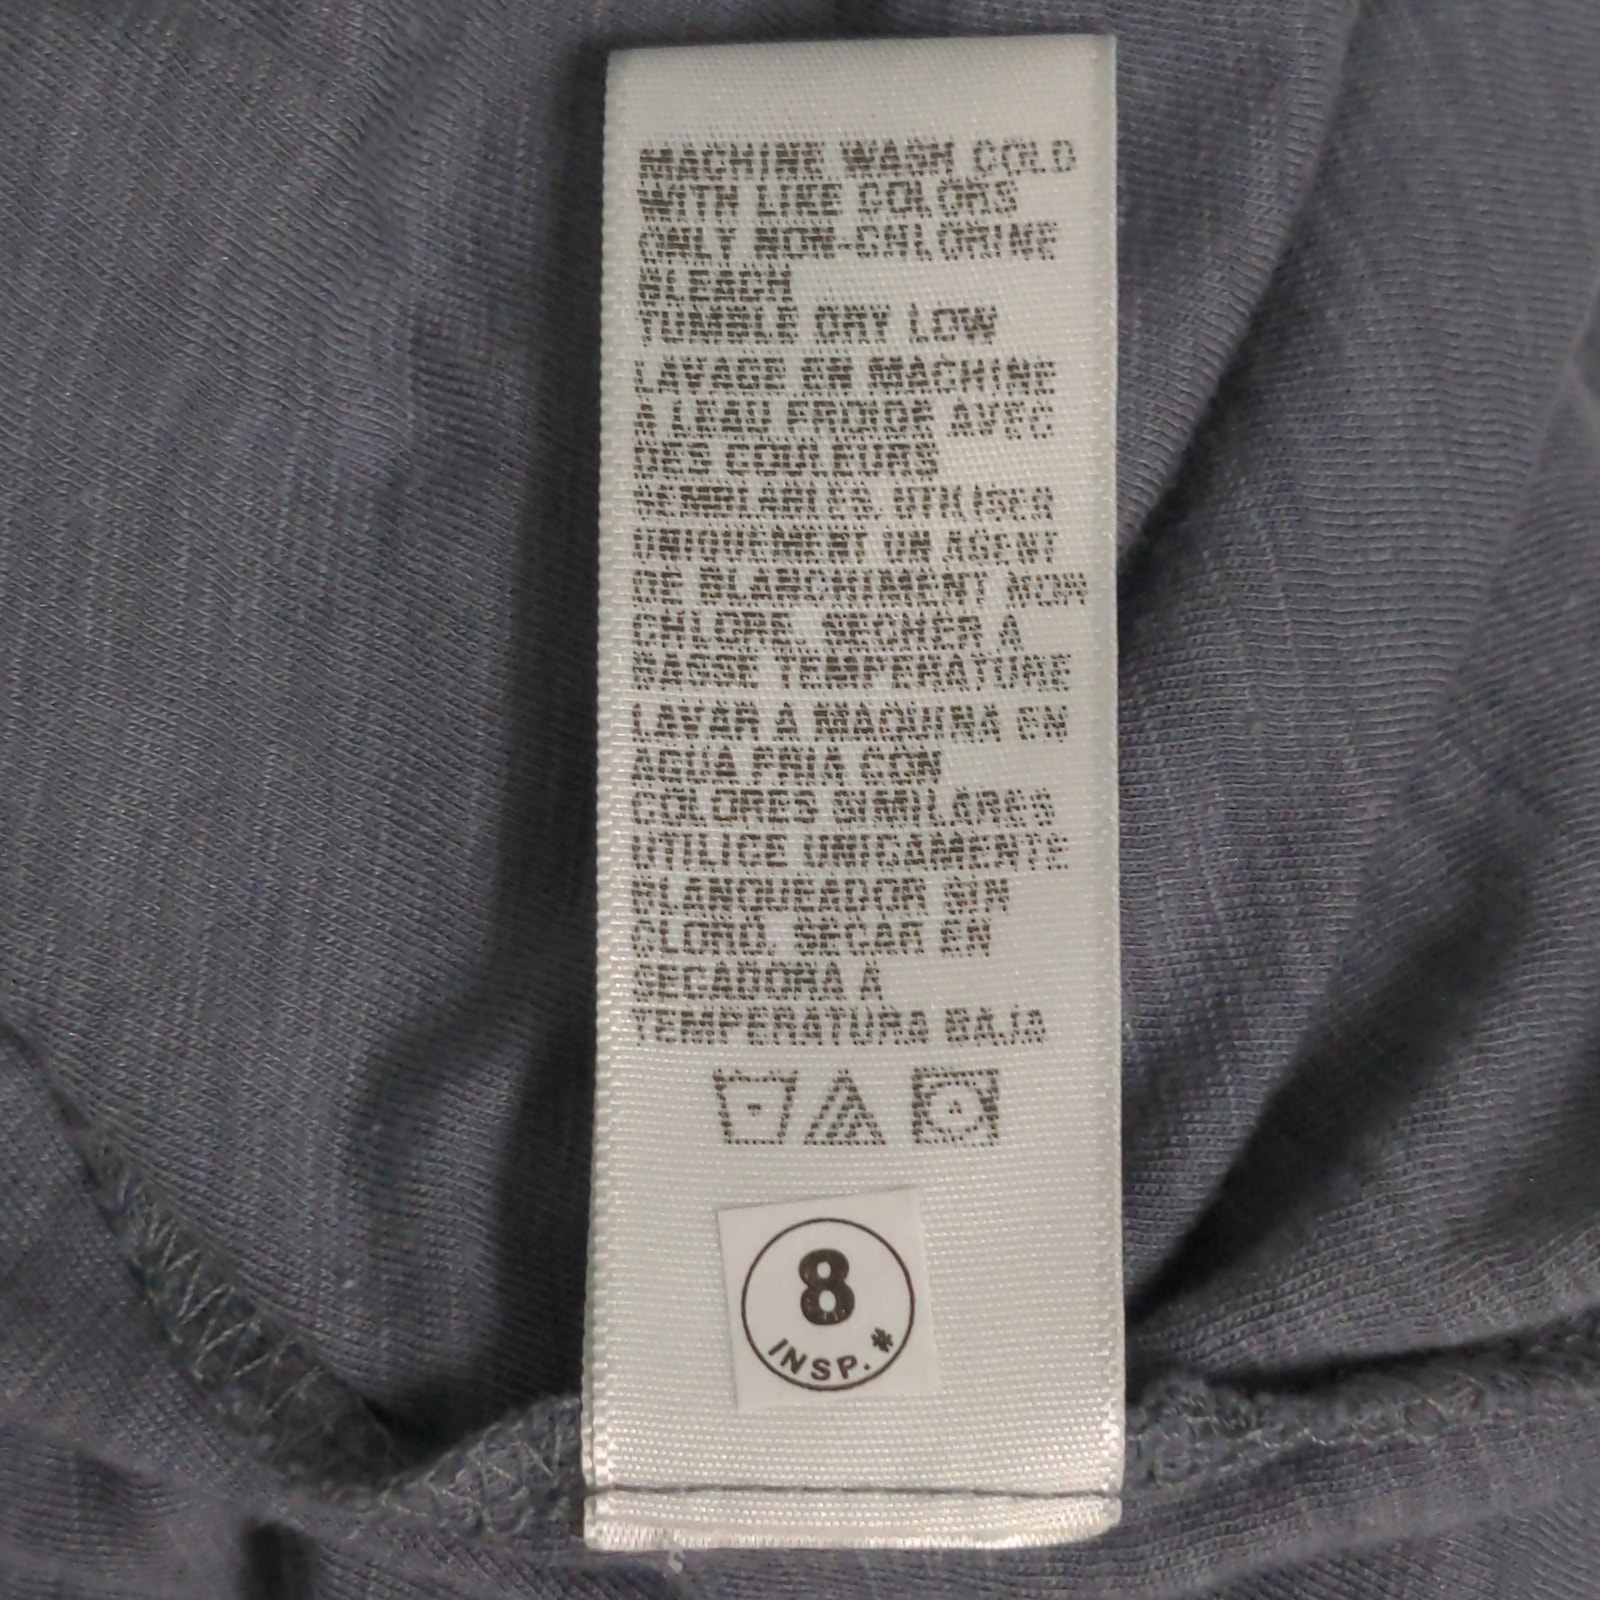 MACHINE WASH COLD
WITH LIKE COLORS
ONLY NON-CHLORINE
BLEACH
TUMBLE DRY LOW
LAVAGE EN MACHINE
A LEAU FROIDE AVEC
DES COULEURS
SEMBLABLES. UTILISER
UNIQUEMENT UN AGENT
DE BLANCHIMENT NON
CHLORE. SECHER A
BASSE TEMPERATURE
LAVAR A MAQUINA EN
AGUA FRIA CON
COLORES SIMILARES
UTILICE UNICAMENTE
BLANQUEADOR SIN
CLORO. SECAR EN
SECADORA A
TEMPERATURA BAJA
8
INSP. #